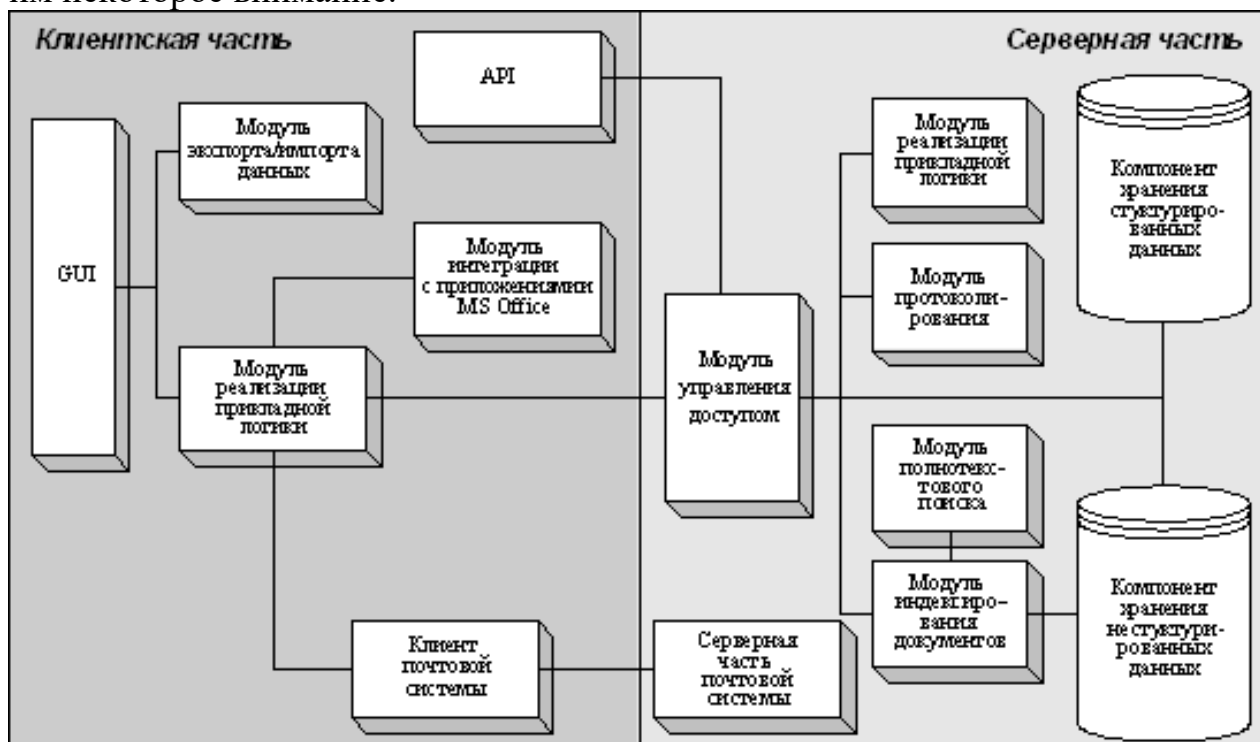 им некоторое внимание.
Клиентская часть
Серверная часть
API
Модуль
экспорта/импорта
данных
GUI
Модуль
интеграции
с приложениямии
MS Office
Модуль
реализации
прикладной
логики
Клиент
почтовой
системы
Модуль
управления
доступом
Серверная
часть
почтовой
системы
Модуль
реализации
прикладной
логики
Модуль
протоколи-
рования
Модуль
полнотекс-
тового
поиска
Модуль
индексиро-
вания
документов
Компонент
хранения
стуктуриро-
ванных
данных
Компонент
хранения
нестуктури-
рованных
данных